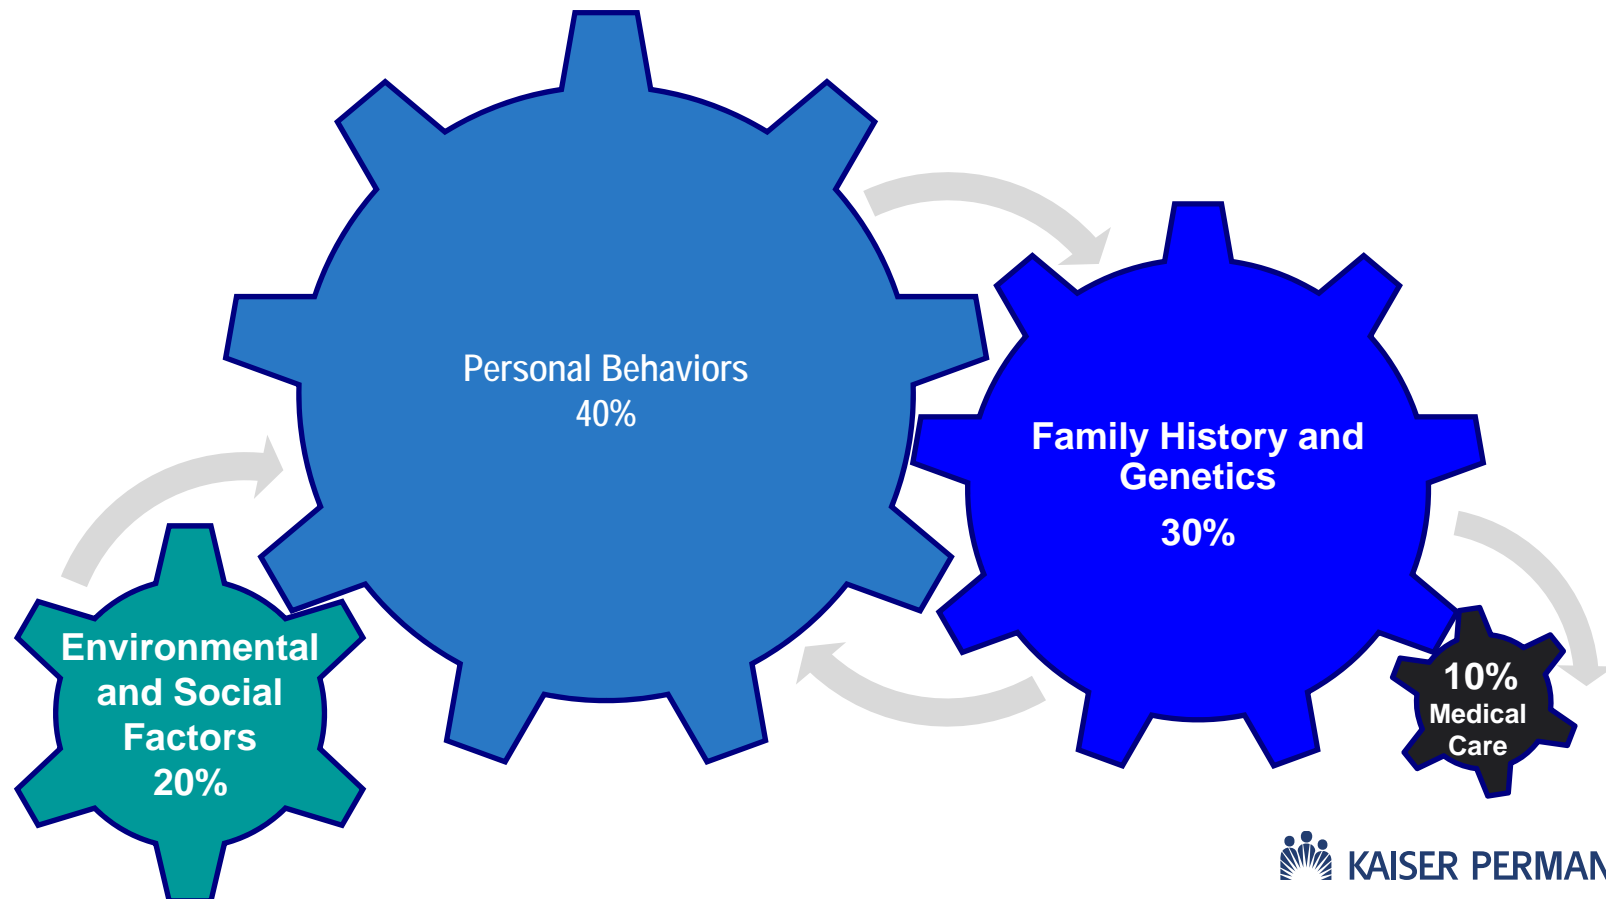 Personal Behaviors
40%
Family History and
Genetics
30%
Environmental
and Social
Factors
20%
10%
Medical
Care
KAISER PERMAN